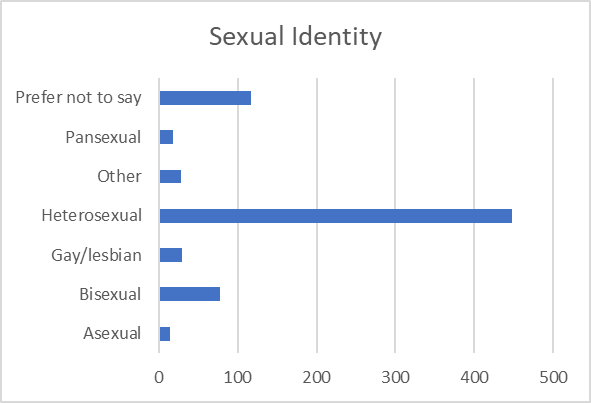 Sexual Identity
Prefer not to say
Pansexual
Other
Heterosexual
Gay/lesbian
Bisexual
Asexual
0 100 200 300 400 500